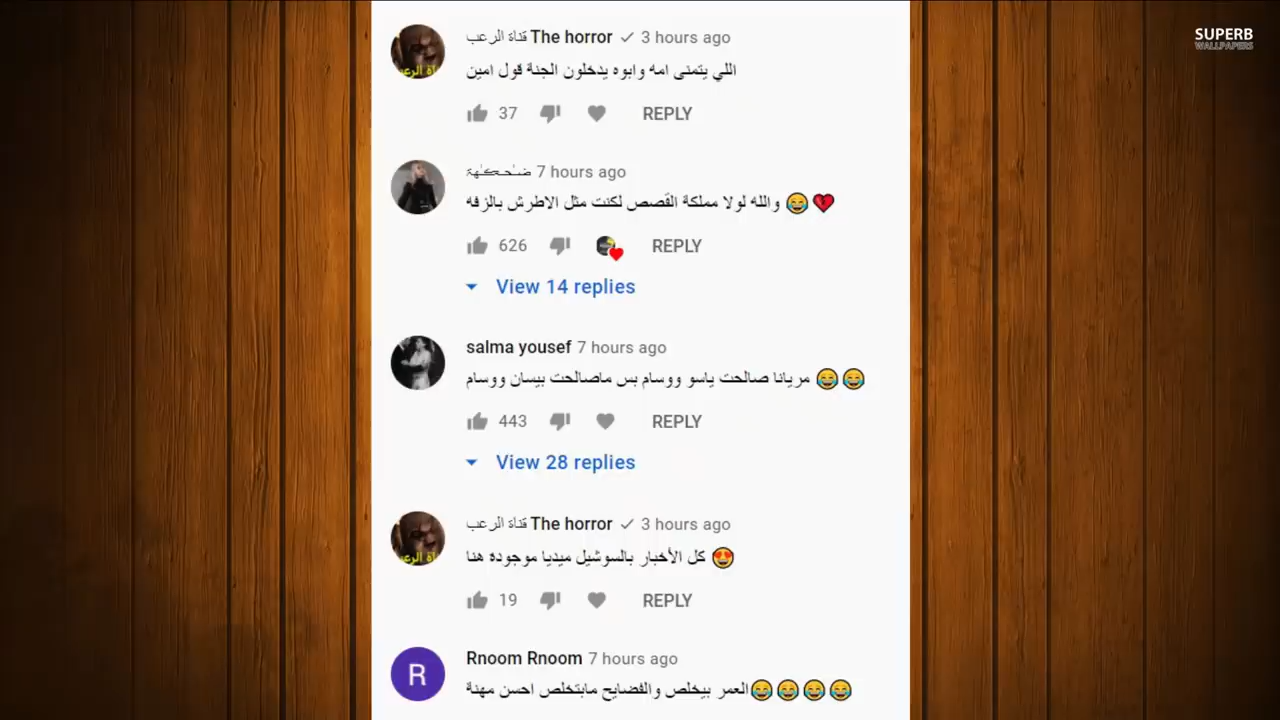 SUPERB
WALLPAPERS
قناة الرعب The horror 3 hours ago
اللي يتمنى امه وابوه يدخلون الجنة قول امين
37 REPLY
ضـٰحـكـٰهہ 7 hours ago
والله لولا مملكة القصص لكنت مثل الاطرش بالزفه 😂💔
626 REPLY
View 14 replies
salma yousef 7 hours ago
مريانا صالحت ياسو ووسام بس ماصالحت بيسان ووسام 😂😂
443 REPLY
View 28 replies
قناة الرعب The horror 3 hours ago
كل الأخبار بالسوشيل ميديا موجودة هنا 😍
19 REPLY
R
Rnoom Rnoom 7 hours ago
العمر بيخلص والفضايح مابتخلص احسن مهنة😂😂😂😂